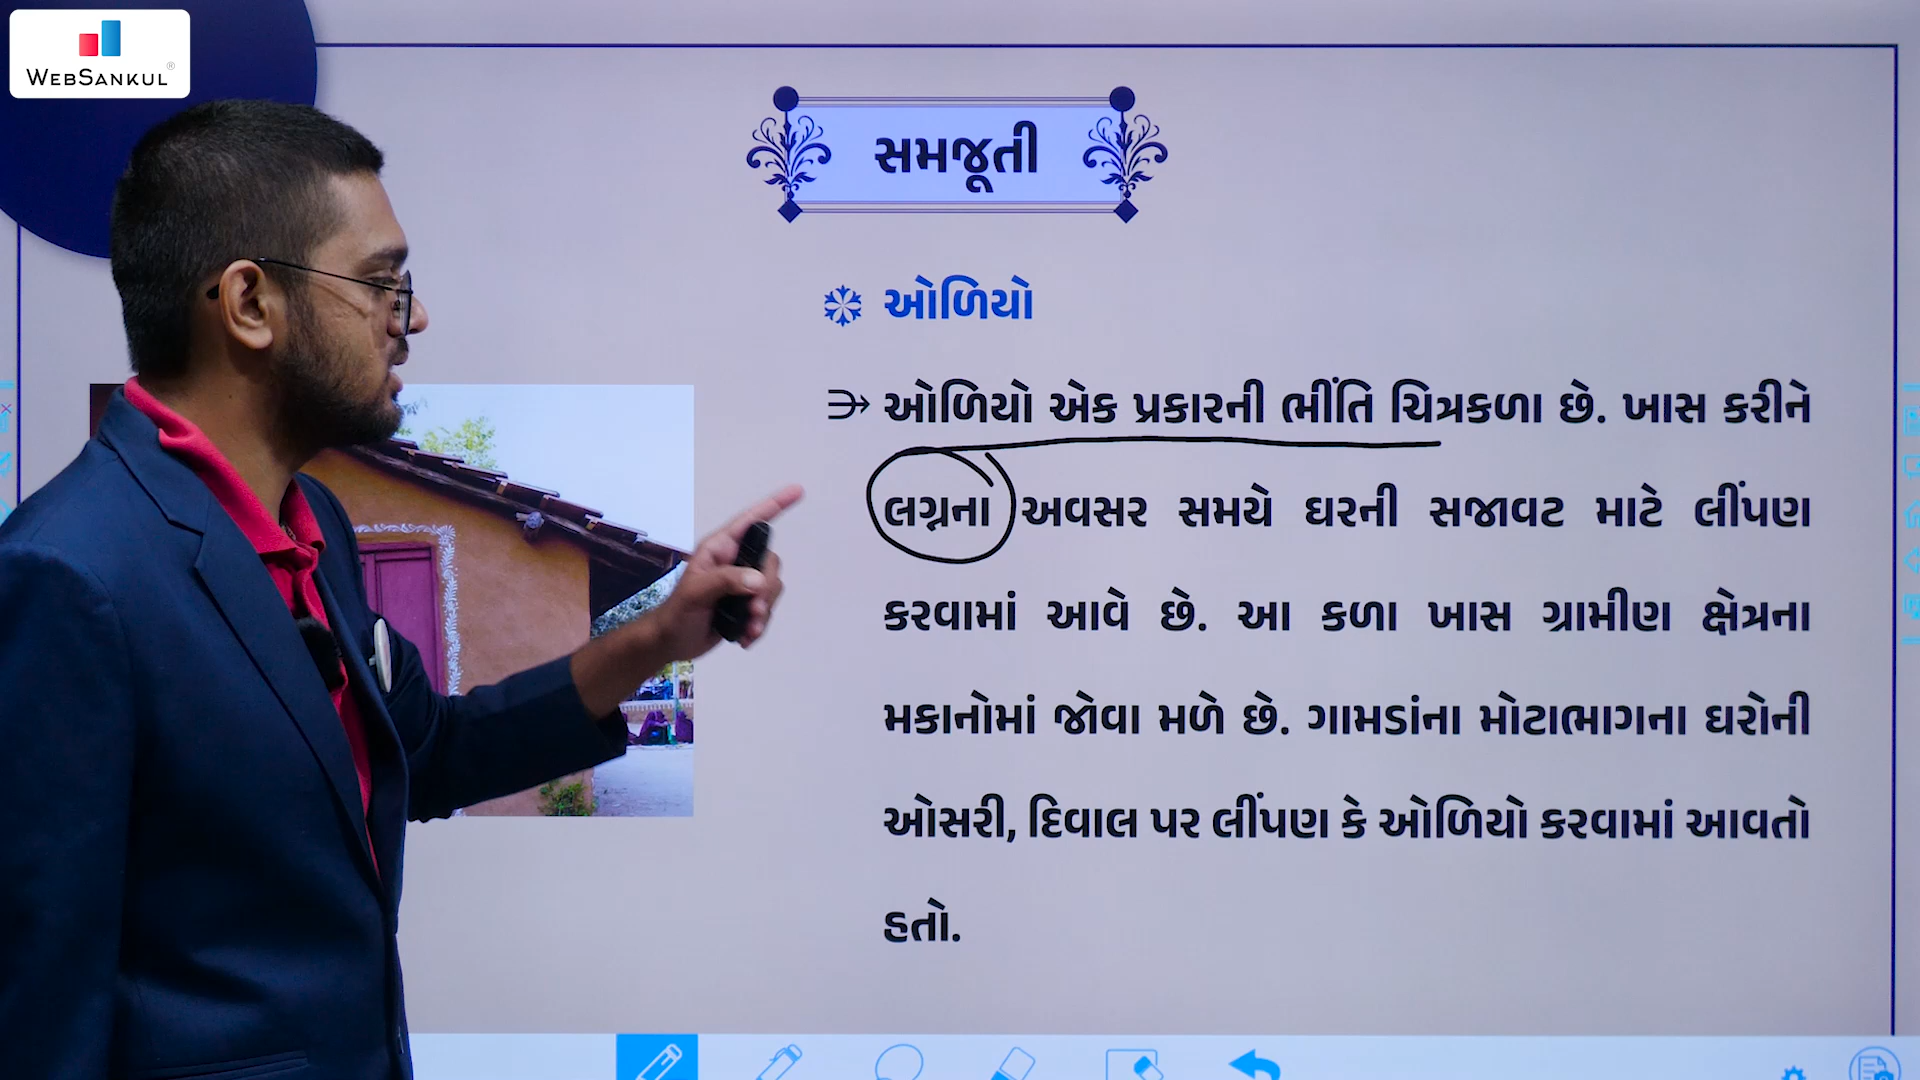 WEBSANKUL®
સમજૂતી
ઓળિયો
ઓળિયો એક પ્રકારની ભીંતિ ચિત્રકળા છે. ખાસ કરીને
લગ્નના અવસર સમયે ઘરની સજાવટ માટે લીંપણ
કરવામાં આવે છે. આ કળા ખાસ ગ્રામીણ ક્ષેત્રના
મકાનોમાં જોવા મળે છે. ગામડાંના મોટાભાગના ઘરોની
ઓસરી, દિવાલ પર લીંપણ કે ઓળિયો કરવામાં આવતો
હતો.